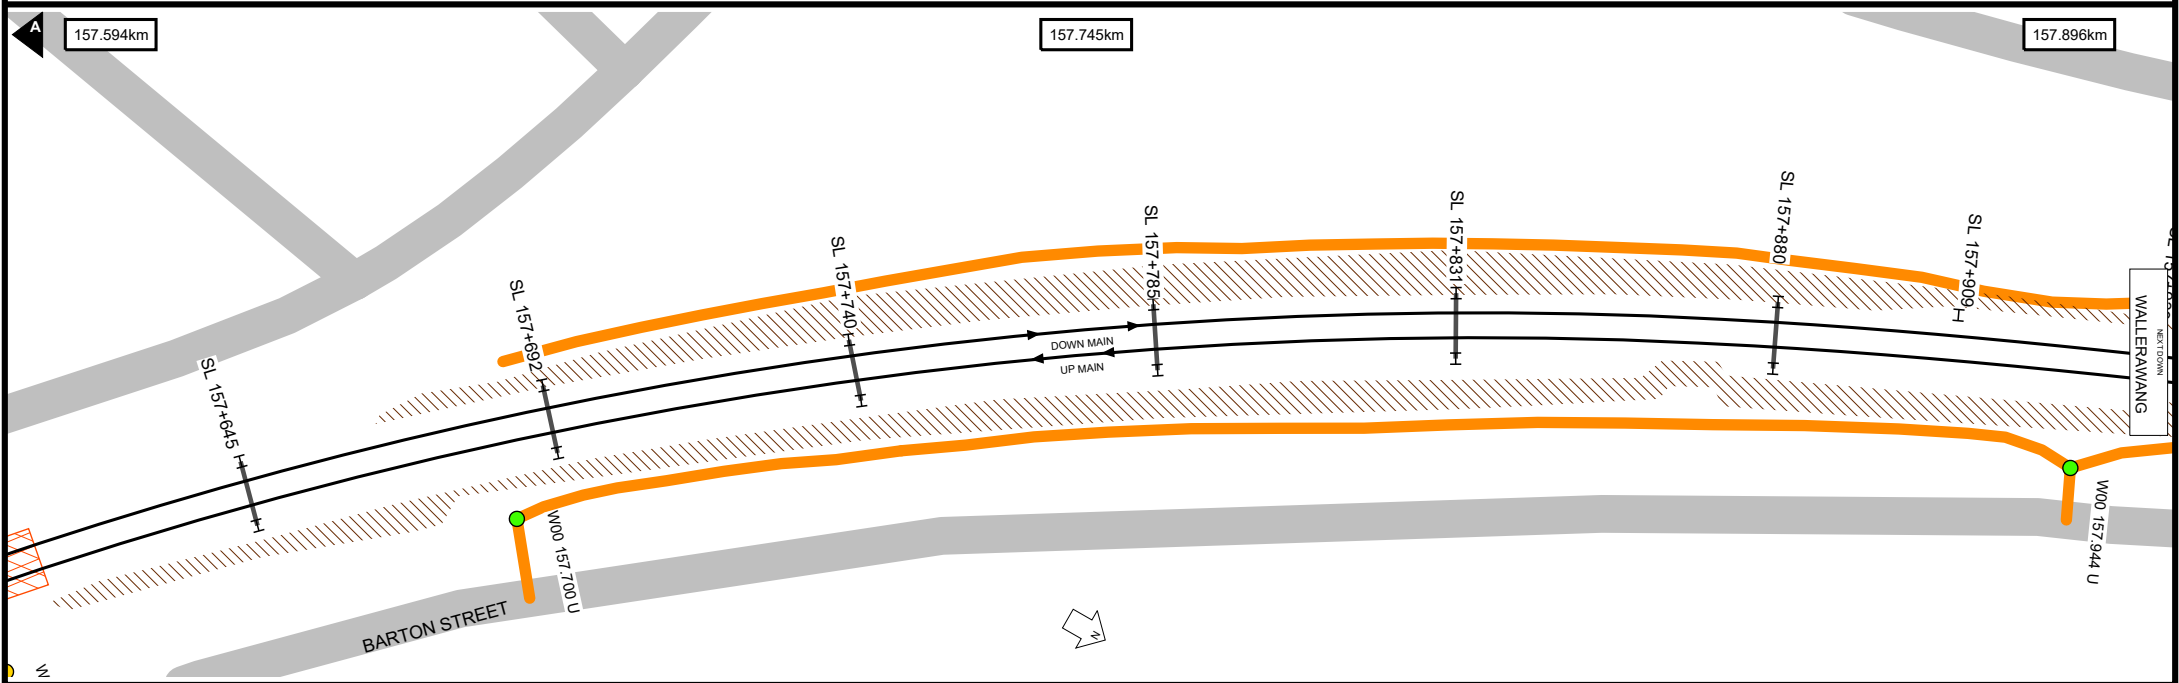 A
157.594km
157.745km
157.896km
SL 157+645
SL 157+692
SL 157+740
SL 157+785
SL 157+831
SL 157+880
SL 157+909
DOWN MAIN
UP MAIN
WALLERAWANG
NEXT DOWN
W00 157.700 U
W00 157.944 U
BARTON STREET
N
W